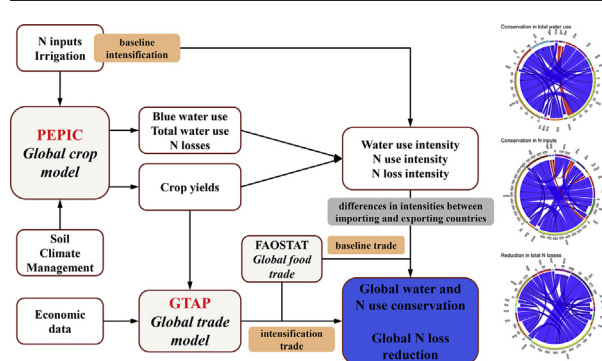 N inputs
Irrigation
baseline
intensification
PEPIC
Global crop
model
Blue water use
Total water use
N losses
Crop yields
Water use intensity
N use intensity
N loss intensity
differences in intensities between
importing and exporting countries
Soil
Climate
Management
FAOSTAT
Global food
trade
baseline trade
Economic
data
GTAP
Global trade
model
intensification
trade
Global water and
N use conservation
Global N loss
reduction
Conservation in total water use
Conservation in N inputs
Reduction in total N losses